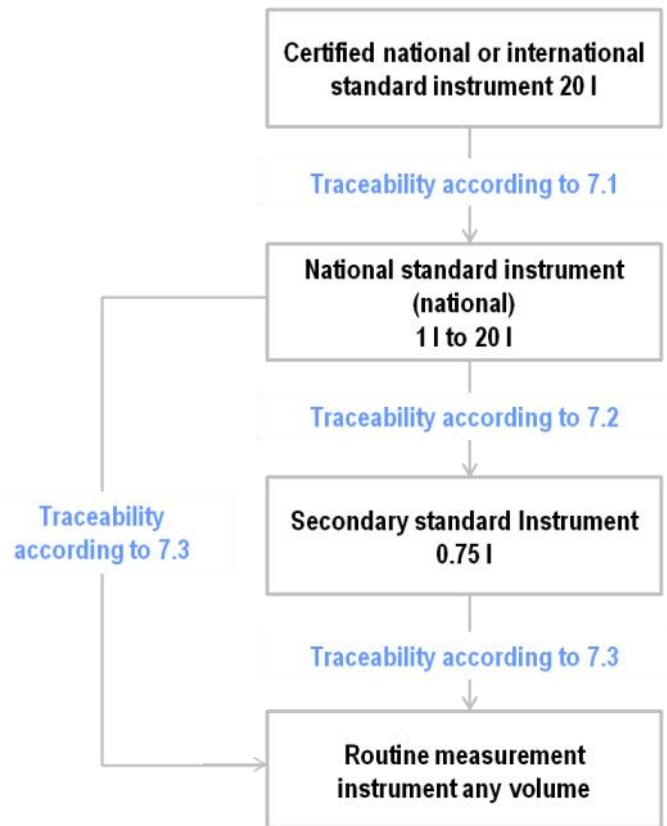 Certified national or international
standard instrument 20 l
Traceability according to 7.1
National standard instrument
(national)
1 l to 20 l
Traceability according to 7.2
Traceability
according to 7.3
Secondary standard Instrument
0.75 l
Traceability according to 7.3
Routine measurement
instrument any volume